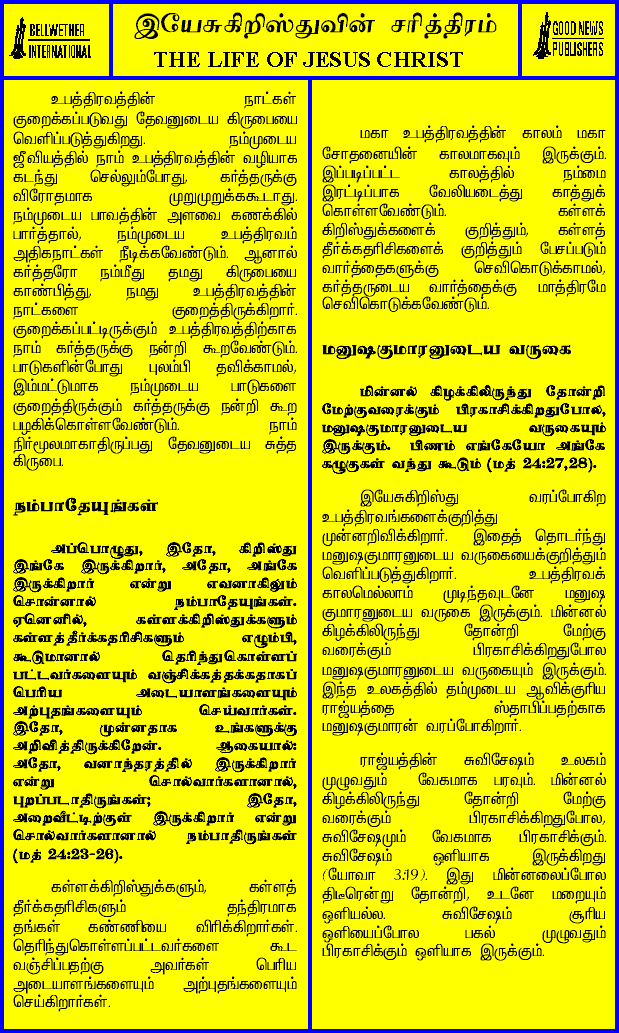 BELLWETHER
INTERNATIONAL
இயேசுகிறிஸ்துவின் சரித்திரம்
THE LIFE OF JESUS CHRIST
GOOD NEWS
PUBLISHERS
உபத்திரவத்தின் நாட்கள்
குறைக்கப்படுவது தேவனுடைய கிருபையை
வெளிப்படுத்துகிறது. நம்முடைய
ஜீவியத்தில் நாம் உபத்திரவத்தின் வழியாக
கடந்து செல்லும்போது, கர்த்தருக்கு
விரோதமாக முறுமுறுக்ககூடாது.
நம்முடைய பாவத்தின் அளவை கணக்கில்
பார்த்தால், நம்முடைய உபத்திரவம்
அதிகநாட்கள் நீடிக்கவேண்டும். ஆனால்
கர்த்தரோ நம்மீது தமது கிருபையை
காண்பித்து, நமது உபத்திரவத்தின்
நாட்களை குறைத்திருக்கிறார்.
குறைக்கப்பட்டிருக்கும் உபத்திரவத்திற்காக
நாம் கர்த்தருக்கு நன்றி கூறவேண்டும்.
பாடுகளின்போது புலம்பி தவிக்காமல்,
இம்மட்டுமாக நம்முடைய பாடுகளை
குறைத்திருக்கும் கர்த்தருக்கு நன்றி கூற
பழகிக்கொள்ளவேண்டும். நாம்
நிர்மூலமாகாதிருப்பது தேவனுடைய சுத்த
கிருபை.
நம்பாதேயுங்கள்
அப்பொழுது, இதோ, கிறிஸ்து
இங்கே இருக்கிறார், அதோ, அங்கே
இருக்கிறார் என்று எவனாகிலும்
சொன்னால் நம்பாதேயுங்கள்.
ஏனெனில், கள்ளக்கிறிஸ்துக்களும்
கள்ளத்தீர்க்கதரிசிகளும் எழும்பி,
கூடுமானால் தெரிந்துகொள்ளப்
பட்டவர்களையும் வஞ்சிக்கத்தக்கதாகப்
பெரிய அடையாளங்களையும்
அற்புதங்களையும் செய்வார்கள்.
இதோ, முன்னதாக உங்களுக்கு
அறிவித்திருக்கிறேன். ஆகையால்:
அதோ, வனாந்தரத்தில் இருக்கிறார்
என்று சொல்வார்களானால்,
புறப்படாதிருங்கள்; இதோ,
அறைவீட்டிற்குள் இருக்கிறார் என்று
சொல்வார்களானால் நம்பாதிருங்கள்
(மத் 24:23-26).
கள்ளக்கிறிஸ்துக்களும், கள்ளத்
தீர்க்கதரிசிகளும் தந்திரமாக
தங்கள் கண்ணியை விரிக்கிறார்கள்.
தெரிந்துகொள்ளப்பட்டவர்களை கூட
வஞ்சிப்பதற்கு அவர்கள் பெரிய
அடையாளங்களையும் அற்புதங்களையும்
செய்கிறார்கள்.
மகா உபத்திரவத்தின் காலம் மகா
சோதனையின் காலமாகவும் இருக்கும்.
இப்படிப்பட்ட காலத்தில் நம்மை
இரட்டிப்பாக வேலியடைத்து காத்துக்
கொள்ளவேண்டும். கள்ளக்
கிறிஸ்துக்களைக் குறித்தும், கள்ளத்
தீர்க்கதரிசிகளைக் குறித்தும் பேசப்படும்
வார்த்தைகளுக்கு செவிகொடுக்காமல்,
கர்த்தருடைய வார்த்தைக்கு மாத்திரமே
செவிகொடுக்கவேண்டும்.
மனுஷகுமாரனுடைய வருகை
மின்னல் கிழக்கிலிருந்து தோன்றி
மேற்குவரைக்கும் பிரகாசிக்கிறதுபோல,
மனுஷகுமாரனுடைய வருகையும்
இருக்கும். பிணம் எங்கேயோ அங்கே
கழுகுகள் வந்து கூடும் (மத் 24:27,28).
இயேசுகிறிஸ்து வரப்போகிற
உபத்திரவங்களைக்குறித்து
முன்னறிவிக்கிறார். இதைத் தொடர்ந்து
மனுஷகுமாரனுடைய வருகையைக்குறித்தும்
வெளிப்படுத்துகிறார். உபத்திரவக்
காலமெல்லாம் முடிந்தவுடனே மனுஷ
குமாரனுடைய வருகை இருக்கும். மின்னல்
கிழக்கிலிருந்து தோன்றி மேற்கு
வரைக்கும் பிரகாசிக்கிறதுபோல
மனுஷகுமாரனுடைய வருகையும் இருக்கும்.
இந்த உலகத்தில் தம்முடைய ஆவிக்குரிய
ராஜ்யத்தை ஸ்தாபிப்பதற்காக
மனுஷகுமாரன் வரப்போகிறார்.
ராஜ்யத்தின் சுவிசேஷம் உலகம்
முழுவதும் வேகமாக பரவும். மின்னல்
கிழக்கிலிருந்து தோன்றி மேற்கு
வரைக்கும் பிரகாசிக்கிறதுபோல,
சுவிசேஷமும் வேகமாக பிரகாசிக்கும்.
சுவிசேஷம் ஒளியாக இருக்கிறது
(யோவா 3:19). இது மின்னலைப்போல
திடீரென்று தோன்றி, உடனே மறையும்
ஒளியல்ல. சுவிசேஷம் சூரிய
ஒளியைப்போல பகல் முழுவதும்
பிரகாசிக்கும் ஒளியாக இருக்கும்.